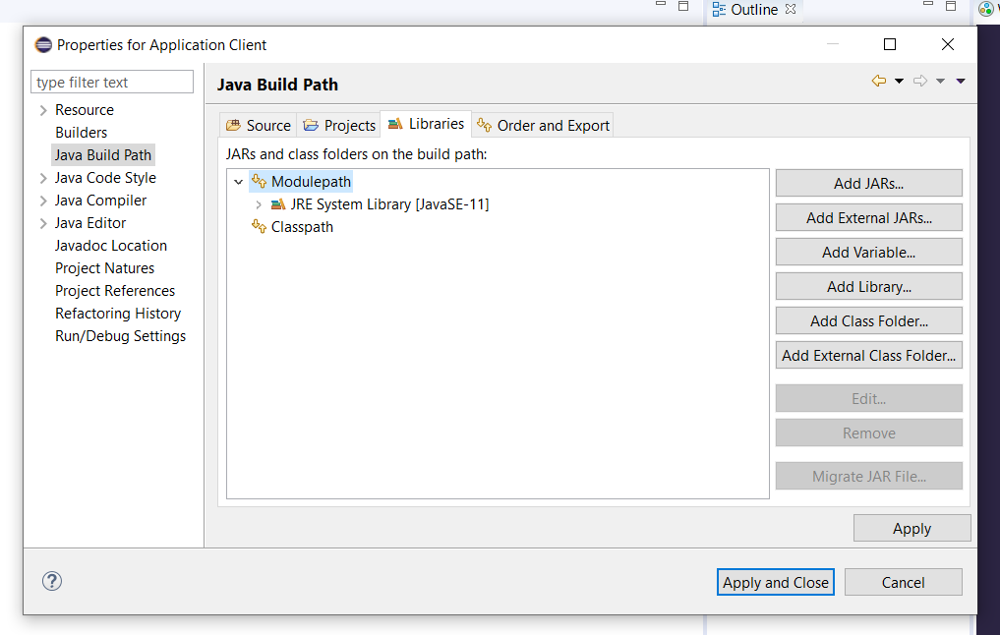 Outline
Properties for Application Client
type filter text
Resource
Builders
Java Build Path
Java Code Style
Java Compiler
Java Editor
Javadoc Location
Project Natures
Project References
Refactoring History
Run/Debug Settings
Java Build Path
Source Projects Libraries Order and Export
JARs and class folders on the build path:
Modulepath
JRE System Library [JavaSE-11]
Classpath
Add JARs...
Add External JARs...
Add Variable...
Add Library...
Add Class Folder...
Add External Class Folder...
Edit...
Remove
Migrate JAR File...
Apply
?
Apply and Close Cancel